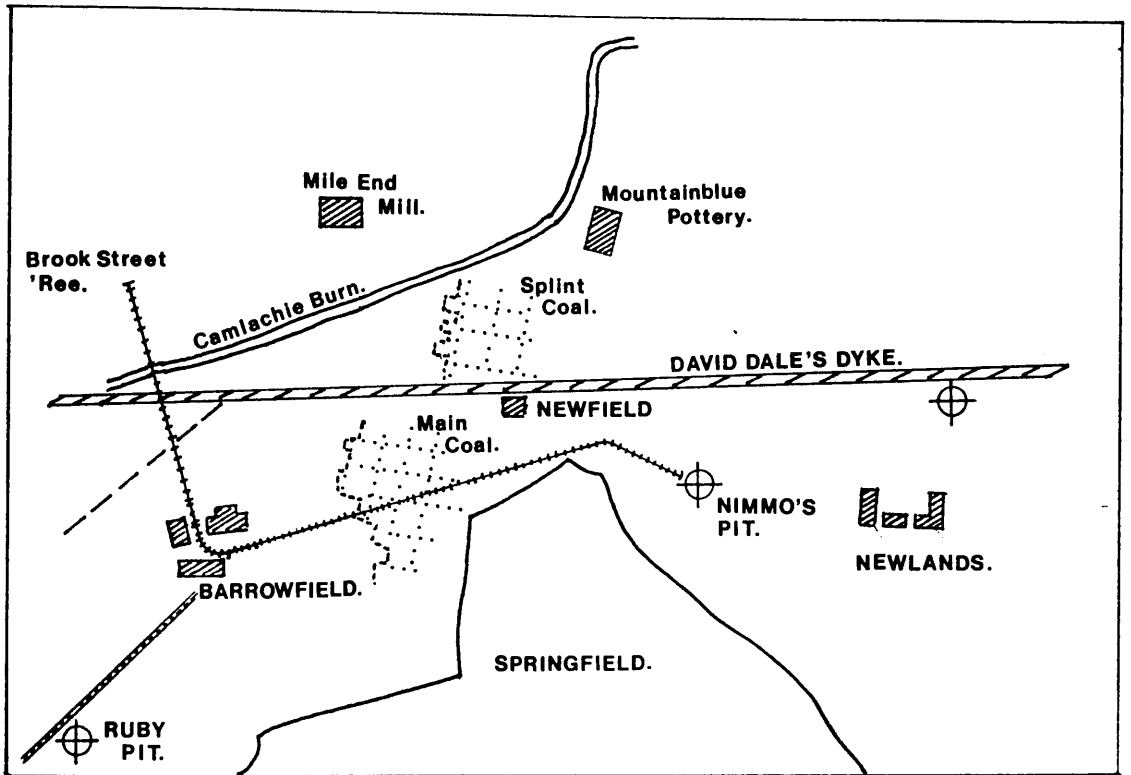 Mile End
Mill.
Mountainblue
Pottery.
Brook Street
'Ree.
Camlachie Burn.
Splint
Coal.
DAVID DALE'S DYKE.
NEWFIELD
Main
Coal.
NIMMO'S
PIT.
NEWLANDS.
BARROWFIELD.
SPRINGFIELD.
RUBY
PIT.